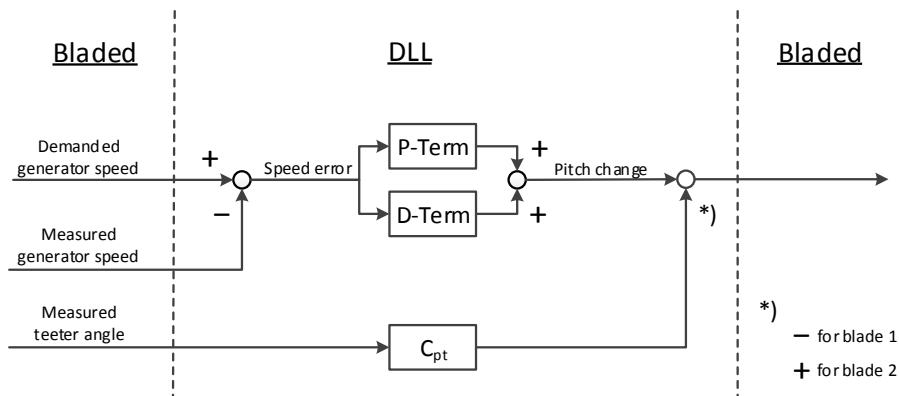 Bladed
DLL
Bladed
Demanded
generator speed
+
Speed error
P-Term
+
Pitch change
−
D-Term
+
*)
Measured
generator speed
Measured
teeter angle
Cpt
*)
− for blade 1
+ for blade 2